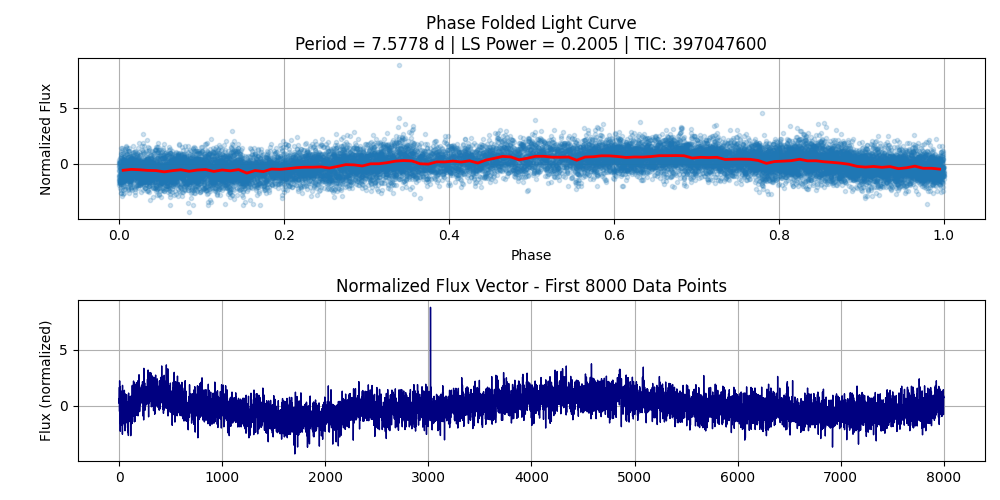 Phase Folded Light Curve
Period = 7.5778 d | LS Power = 0.2005 | TIC: 397047600
Normalized Flux
5
0
0.0 0.2 0.4 0.6 0.8 1.0
Phase
Normalized Flux Vector - First 8000 Data Points
Flux (normalized)
5
0
0 1000 2000 3000 4000 5000 6000 7000 8000